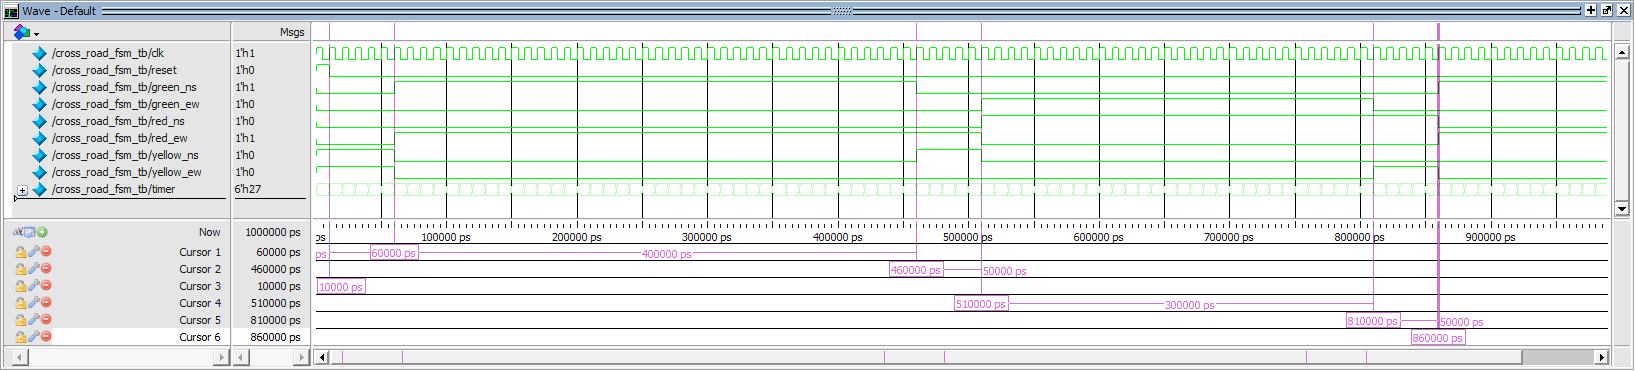 Wave - Default
Msgs
/cross_road_fsm_tb/clk 1'h1
/cross_road_fsm_tb/reset 1'h0
/cross_road_fsm_tb/green_ns 1'h1
/cross_road_fsm_tb/green_ew 1'h0
/cross_road_fsm_tb/red_ns 1'h0
/cross_road_fsm_tb/red_ew 1'h1
/cross_road_fsm_tb/yellow_ns 1'h0
/cross_road_fsm_tb/yellow_ew 1'h0
/cross_road_fsm_tb/timer 6'h27
Now 1000000 ps ps 100000 ps 200000 ps 300000 ps 400000 ps 500000 ps 600000 ps 700000 ps 800000 ps 900000 ps
Cursor 1 60000 ps ps 60000 ps 400000 ps
Cursor 2 460000 ps 460000 ps 50000 ps
Cursor 3 10000 ps 10000 ps
Cursor 4 510000 ps 510000 ps 300000 ps
Cursor 5 810000 ps 810000 ps 50000 ps
Cursor 6 860000 ps 860000 ps